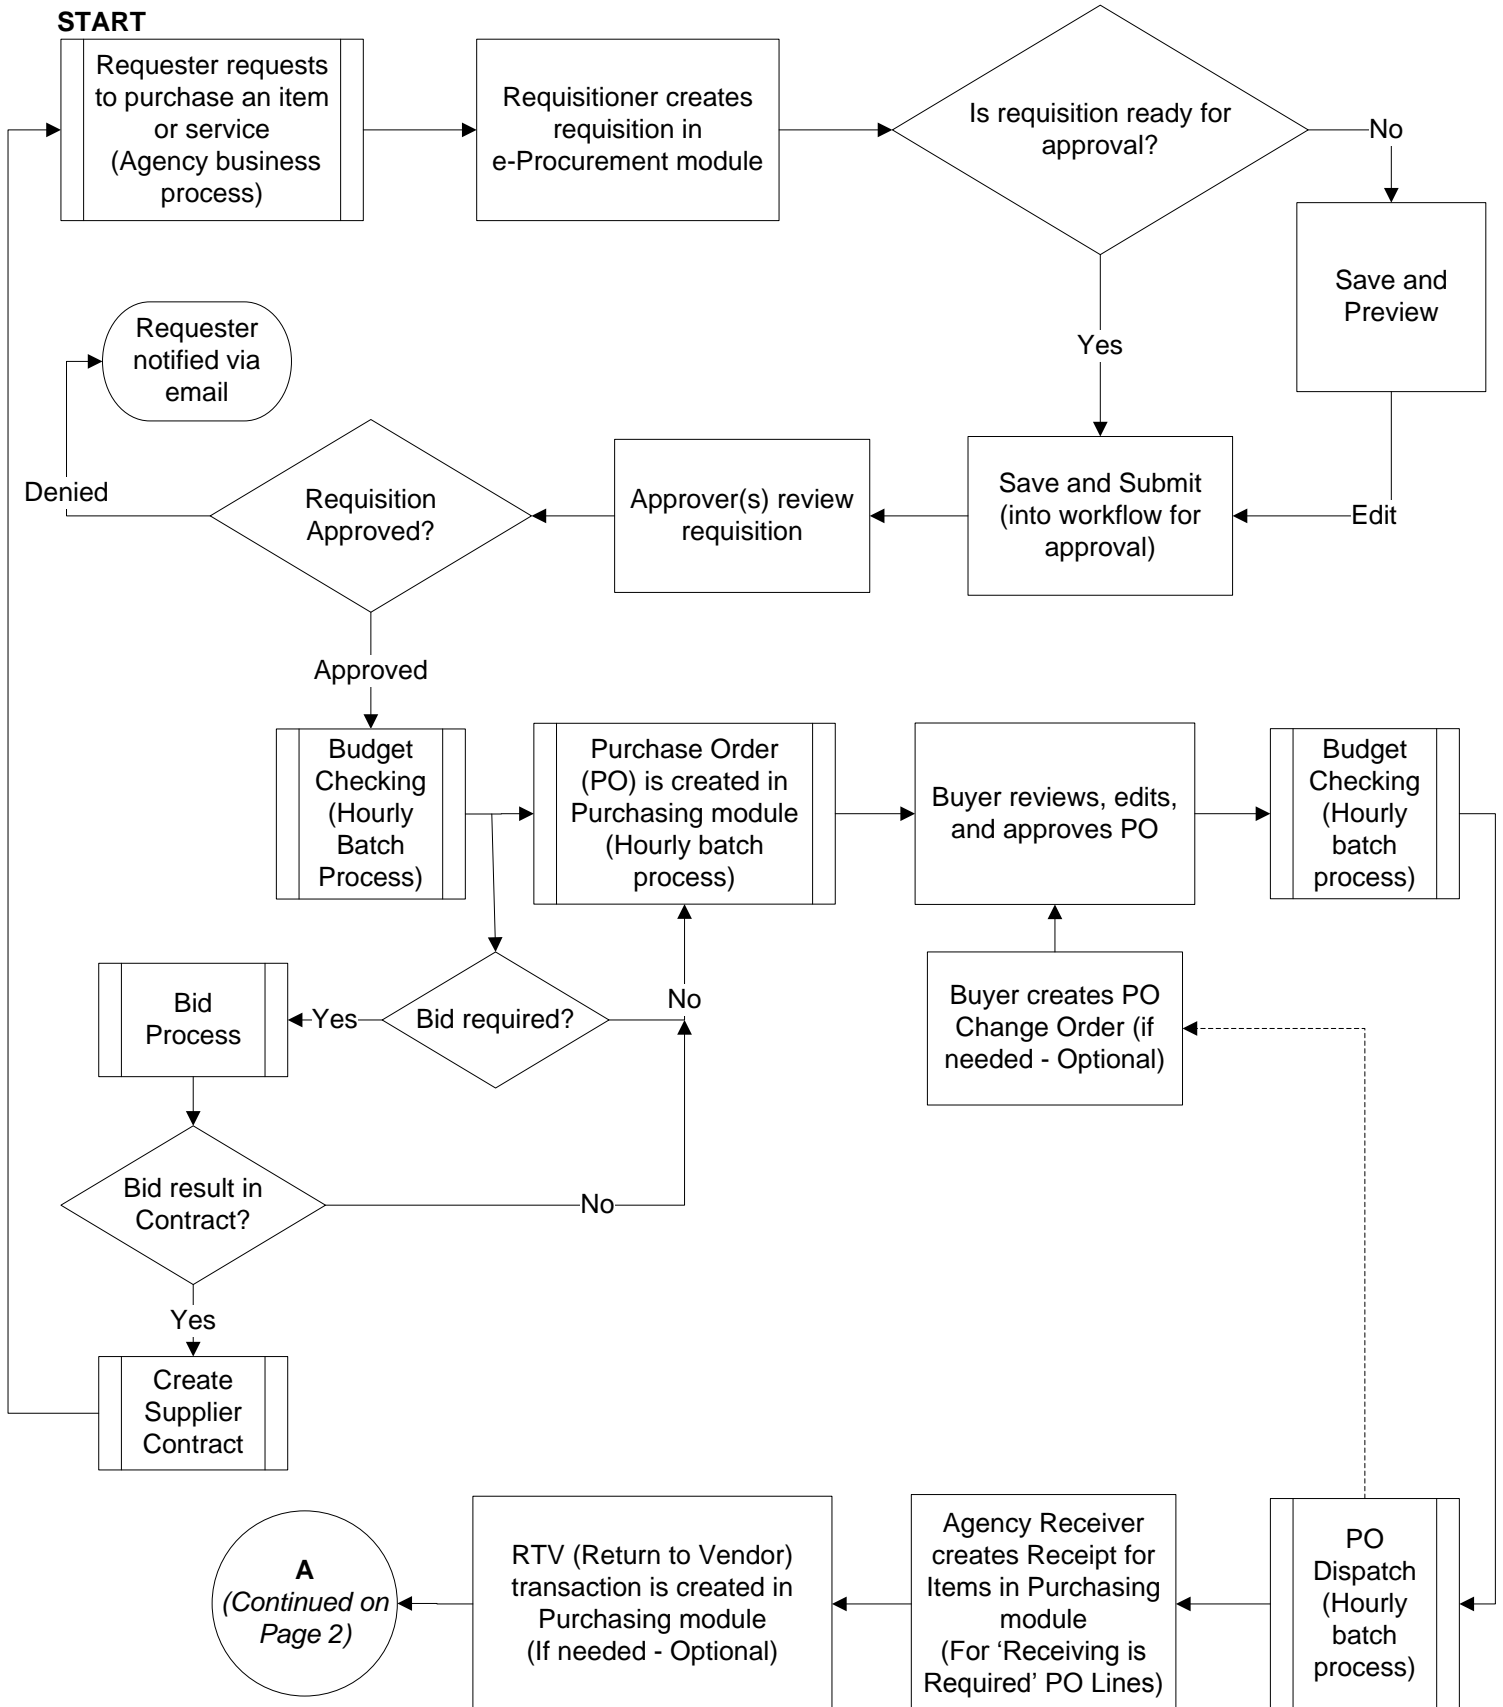 START
Requester requests
to purchase an item
or service
(Agency business
process)
Requisitioner creates
requisition in
e-Procurement module
Is requisition ready for
approval?
No
Save and
Preview
Yes
Edit
Save and Submit
(into workflow for
approval)
Approver(s) review
requisition
Requisition
Approved?
Denied
Requester
notified via
email
Approved
Budget
Checking
(Hourly
Batch
Process)
Purchase Order
(PO) is created in
Purchasing module
(Hourly batch
process)
Buyer reviews, edits,
and approves PO
Budget
Checking
(Hourly
batch
process)
Bid required?
Yes
No
Bid
Process
Buyer creates PO
Change Order (if
needed - Optional)
Bid result in
Contract?
No
Yes
Create
Supplier
Contract
PO
Dispatch
(Hourly
batch
process)
Agency Receiver
creates Receipt for
Items in Purchasing
module
(For ‘Receiving is
Required’ PO Lines)
RTV (Return to Vendor)
transaction is created in
Purchasing module
(If needed - Optional)
A
(Continued on
Page 2)